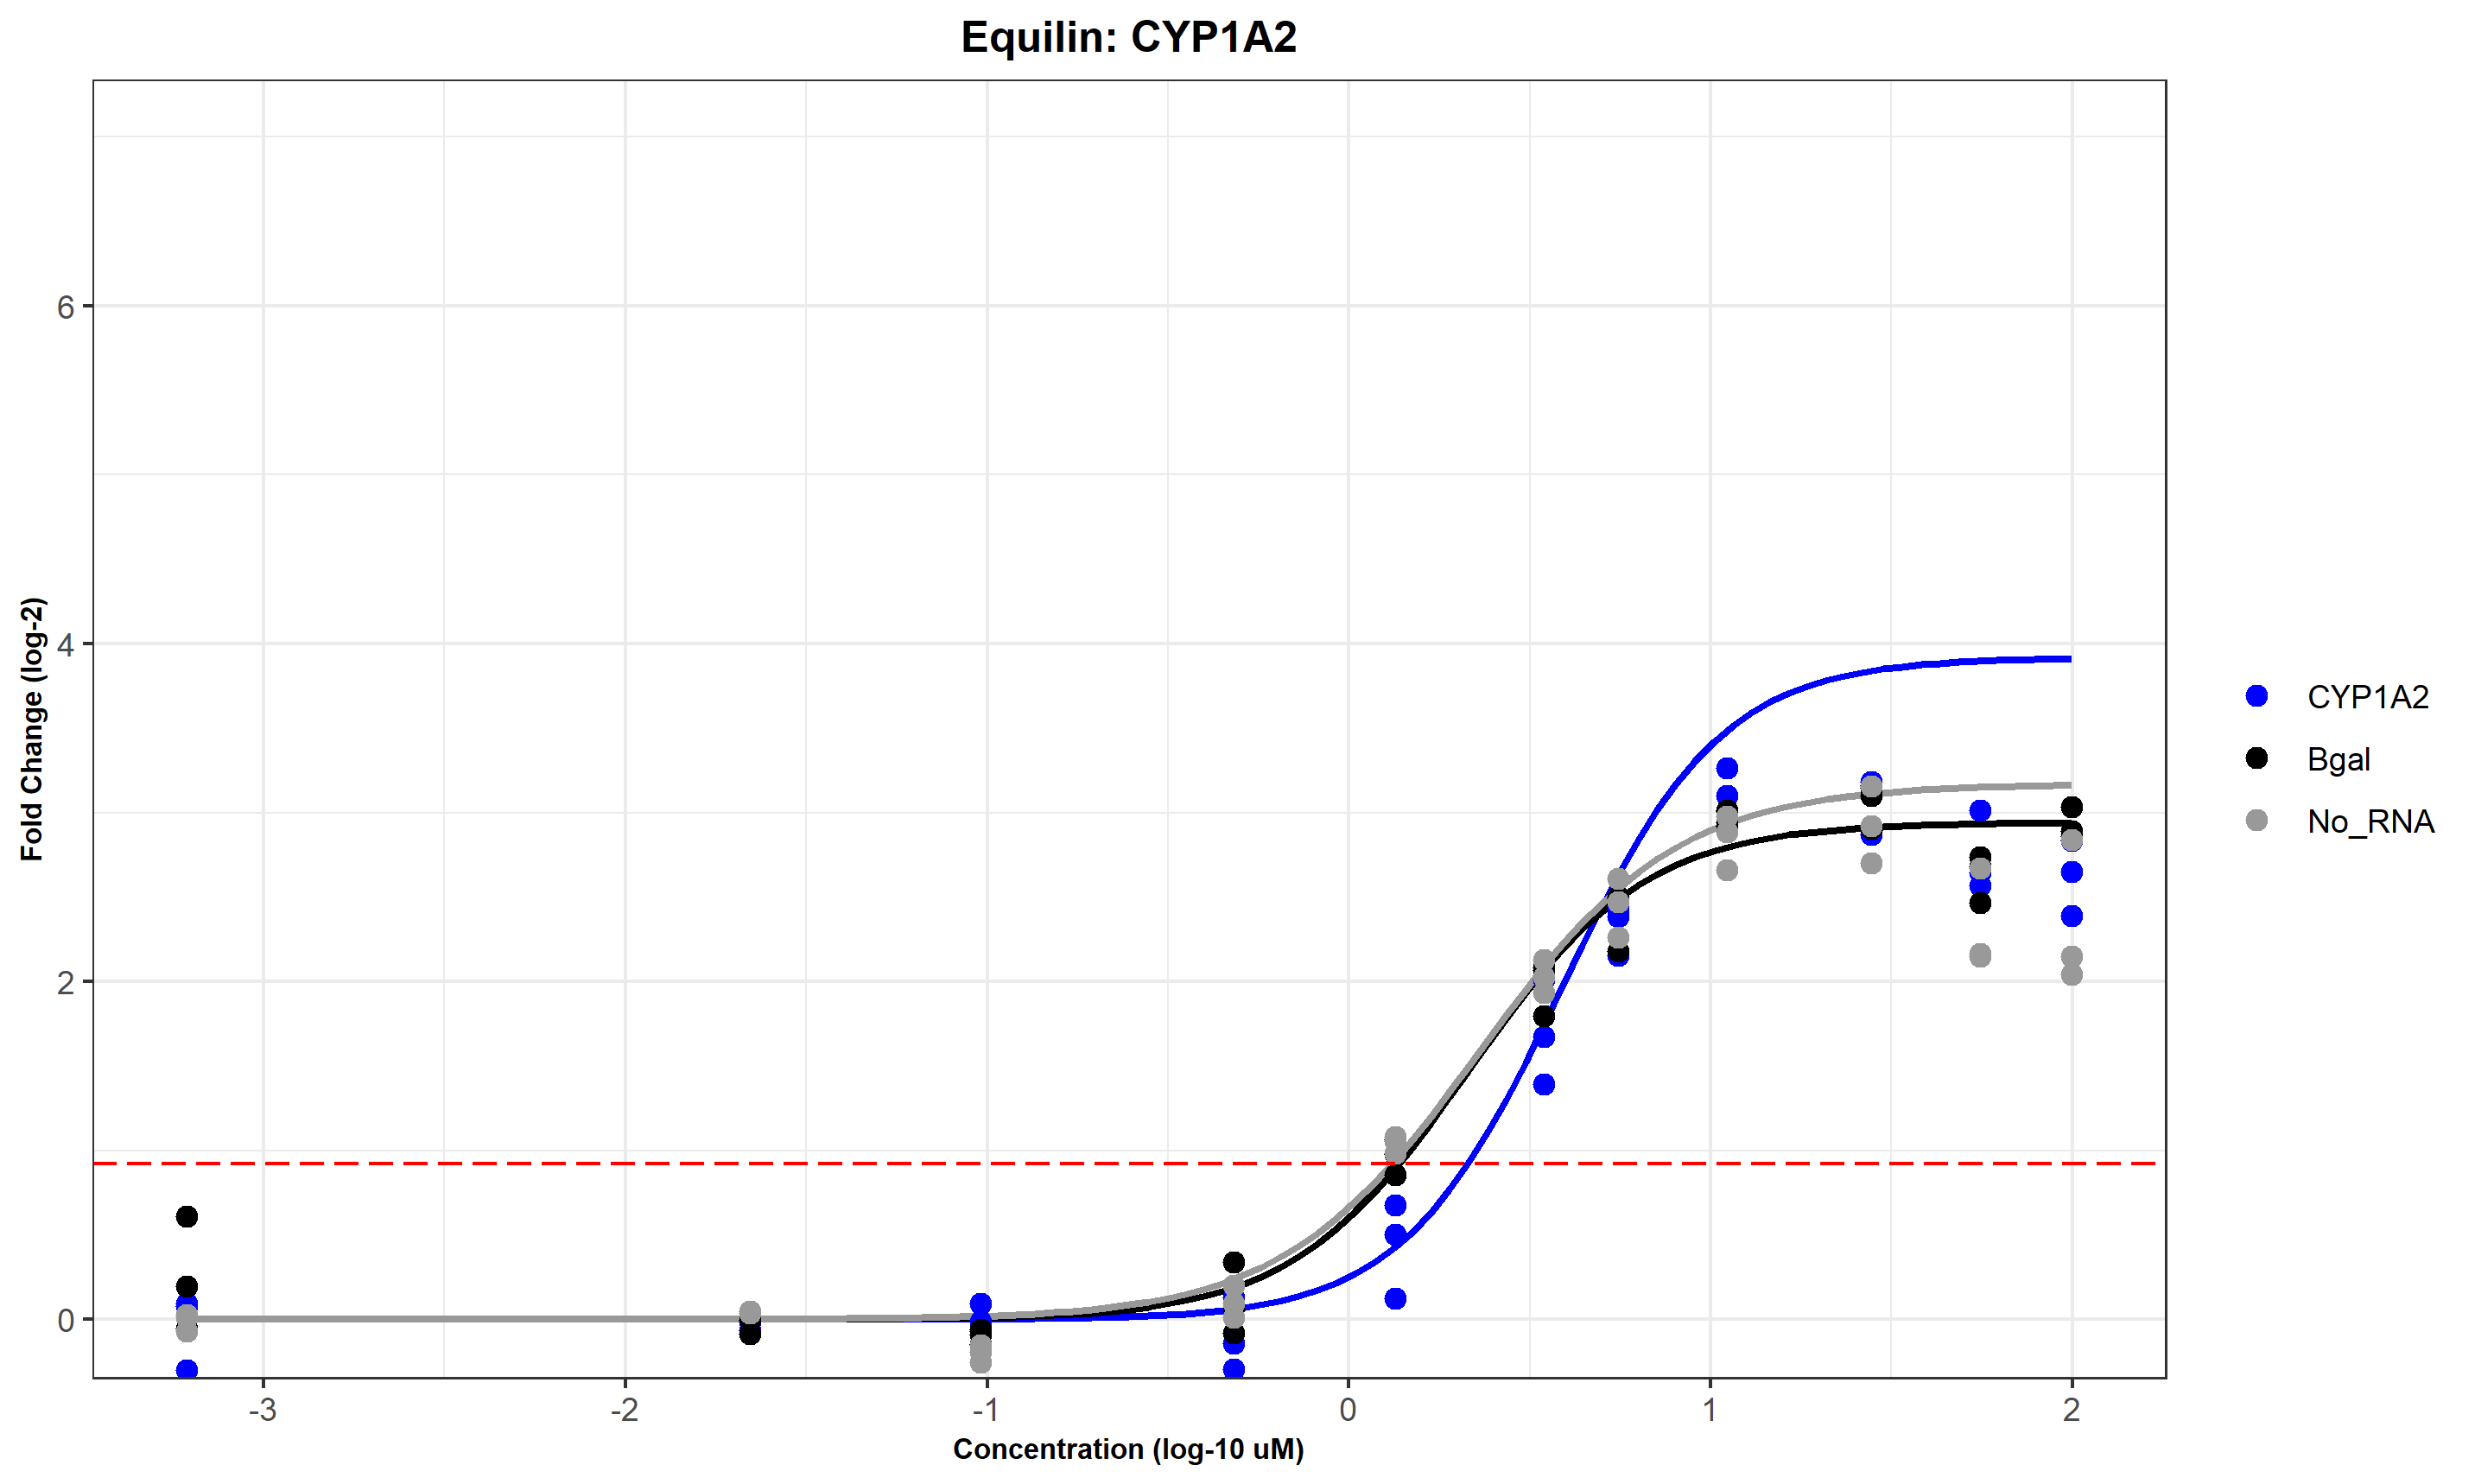 Equilin: CYP1A2
Fold Change (log-2)
6
4
2
0
-3
-2
-1
0
1
2
Concentration (log-10 uM)
CYP1A2
Bgal
No_RNA